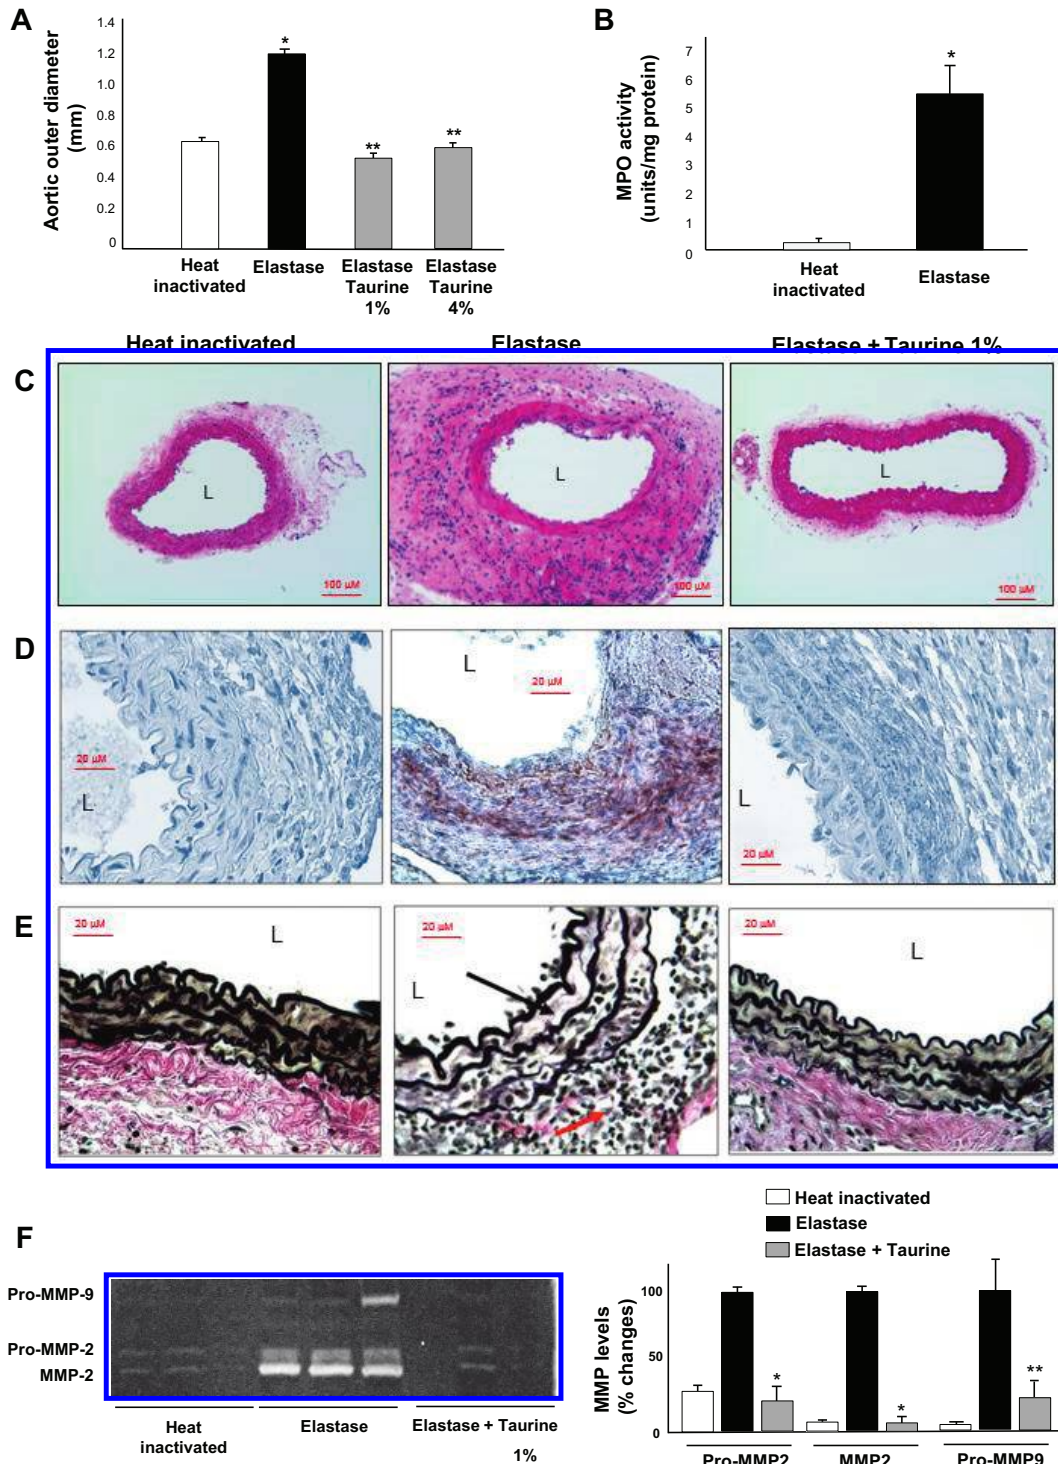 A
Aortic outer diameter
(mm)
1.4
1.2
1.0
0.8
0.6
0.4
0.2
0
*
**
**
Heat
inactivated
Elastase
Elastase
Taurine
1%
Elastase
Taurine
4%
B
MPO activity
(units/mg protein)
7
6
5
4
3
2
1
0
*
Heat
inactivated
Elastase
Heat inactivated
Elastase
Elastase + Taurine 1%
C
L
100 µM
L
100 µM
L
100 µM
D
20 µM
L
L
20 µM
L
20 µM
E
20 µM
L
20 µM
L
20 µM
L
F
Pro-MMP-9
Pro-MMP-2
MMP-2
Heat
inactivated
Elastase
Elastase + Taurine
1%
Heat inactivated
Elastase
Elastase + Taurine
MMP levels
(% changes)
100
50
0
*
*
**
Pro-MMP2
MMP2
Pro-MMP9